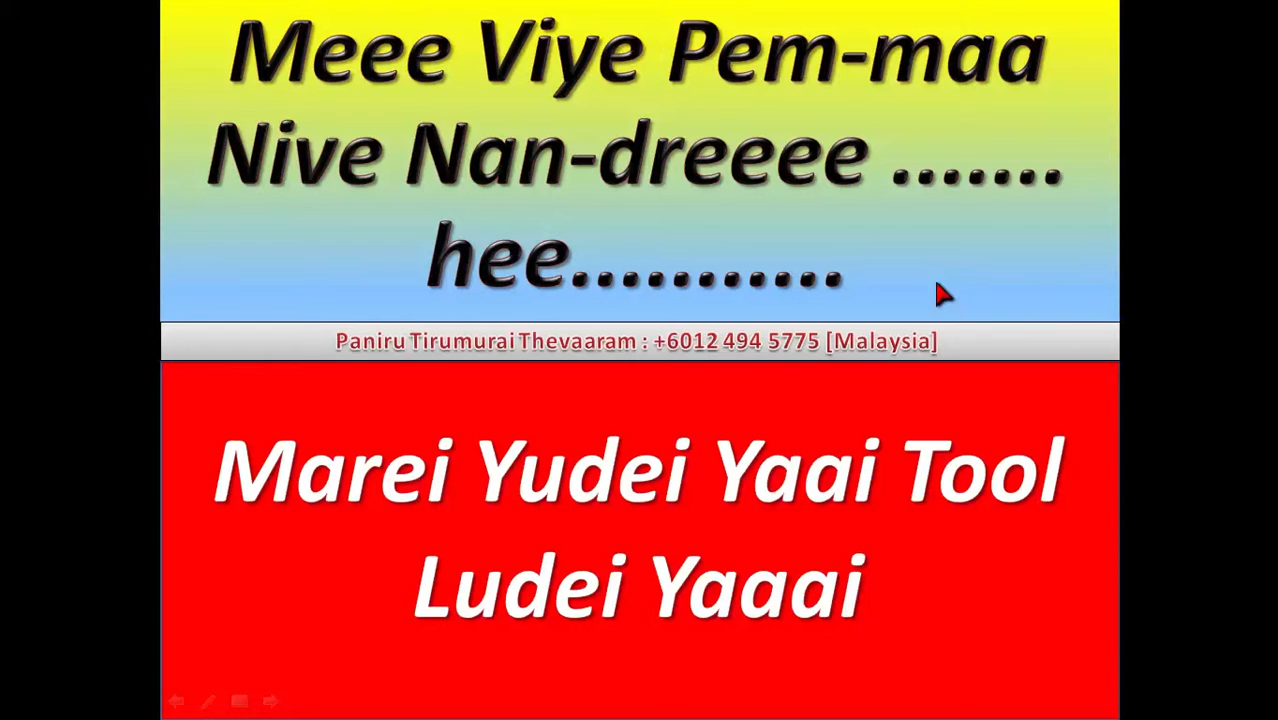 Meee Viye Pem-maa
Nive Nan-dreeee .......
hee...........
Paniru Tirumurai Thevaaram : +6012 494 5775 [Malaysia]
Marei Yudei Yaai Tool
Ludei Yaaai